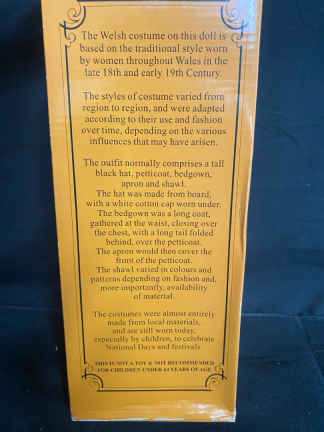 The Welsh costume on this doll is
based on the traditional style worn
by women throughout Wales in the
late 18th and early 19th Century.
The styles of costume varied from
region to region, and were adapted
according to their use and fashion
over time, depending on the various
influences that may have arisen.
The outfit normally comprises a tall
black hat, petticoat, bedgown,
apron and shawl.
The hat was made from board,
with a white cotton cap worn under.
The bedgown was a long coat,
gathered at the waist, closing over
the chest, with a long tail folded
behind, over the petticoat.
The apron would then cover the
front of the petticoat.
The shawl varied in colours and
patterns depending on fashion and,
more importantly, availability
of material.
The costumes were almost entirely
made from local materials,
and are still worn today,
especially by children, to celebrate
National Days and festivals
THIS IS NOT A TOY & NOT RECOMMENDED
FOR CHILDREN UNDER 14 YEARS OF AGE